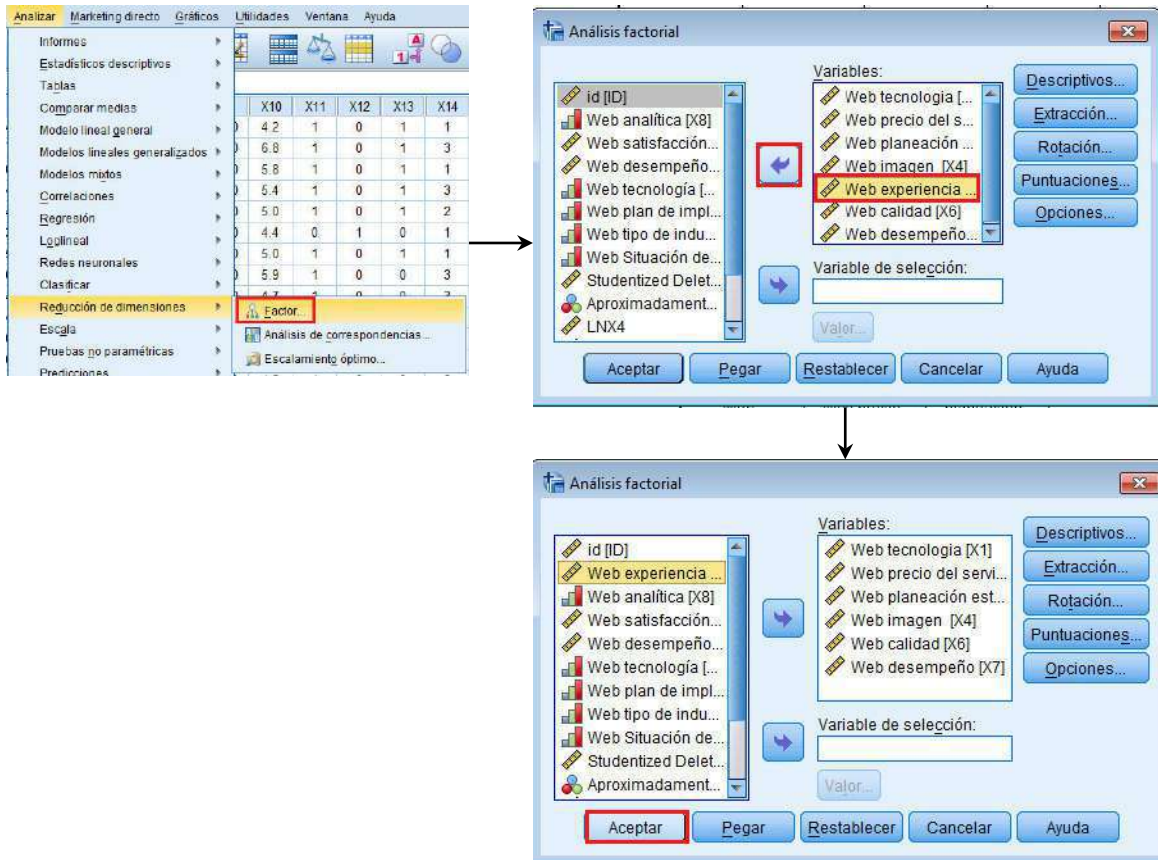 Analizar Marketing directo Gráficos Utilidades Ventana Ayuda
Informes
Estadísticos descriptivos
Tablas
Comparar medias
Modelo lineal general
Modelos lineales generalizados
Modelos mixtos
Correlaciones
Regresión
Loglineal
Redes neuronales
Clasificar
Reducción de dimensiones
Escala
Pruebas no paramétricas
Predicciones
X10 X11 X12 X13 X14
4.2 1 0 1 1
6.8 1 0 1 3
5.8 1 0 1 1
5.4 1 0 1 3
5.0 1 0 1 2
4.4 0 1 0 1
5.0 1 0 1 1
5.9 1 0 0 3
Factor...
Análisis de correspondencias...
Escalamiento óptimo...
Análisis factorial
id [ID]
Web analítica [X8]
Web satisfacción...
Web desempeño...
Web tecnología [...
Web plan de impl...
Web tipo de indu...
Web Situación de...
Studentized Delet...
Aproximadament...
LNX4
Variables:
Web tecnologia [...
Web precio del s...
Web planeación ...
Web imagen [X4]
Web experiencia ...
Web calidad [X6]
Web desempeño...
Variable de selección:
Valor...
Descriptivos...
Extracción...
Rotación...
Puntuaciones...
Opciones...
Aceptar Pegar Restablecer Cancelar Ayuda
Análisis factorial
id [ID]
Web experiencia ...
Web analítica [X8]
Web satisfacción...
Web desempeño...
Web tecnología [...
Web plan de impl...
Web tipo de indu...
Web Situación de...
Studentized Delet...
Aproximadament...
Variables:
Web tecnologia [X1]
Web precio del servi...
Web planeación est...
Web imagen [X4]
Web calidad [X6]
Web desempeño [X7]
Variable de selección:
Valor...
Descriptivos...
Extracción...
Rotación...
Puntuaciones...
Opciones...
Aceptar Pegar Restablecer Cancelar Ayuda